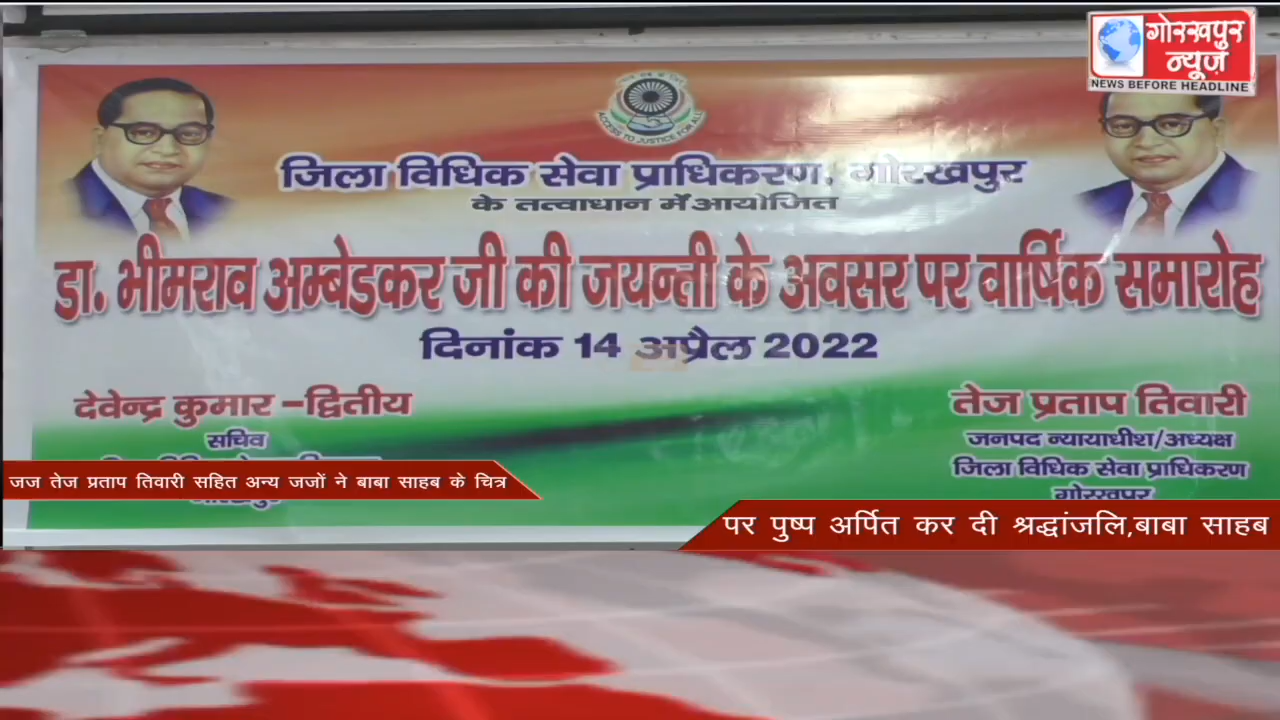 गोरखपुर
न्यूज़
NEWS BEFORE HEADLINE
ACCESS TO JUSTICE FOR ALL
जिला विधिक सेवा प्राधिकरण, गोरखपुर
के तत्वाधान में आयोजित
डा. भीमराव अम्बेडकर जी की जयन्ती के अवसर पर वार्षिक समारोह
दिनांक 14 अप्रैल 2022
देवेन्द्र कुमार -द्वितीय
सचिव
तेज प्रताप तिवारी
जनपद न्यायाधीश/अध्यक्ष
जिला विधिक सेवा प्राधिकरण
गोरखपुर
जज तेज प्रताप तिवारी सहित अन्य जजों ने बाबा साहब के चित्र
पर पुष्प अर्पित कर दी श्रद्धांजलि,बाबा साहब